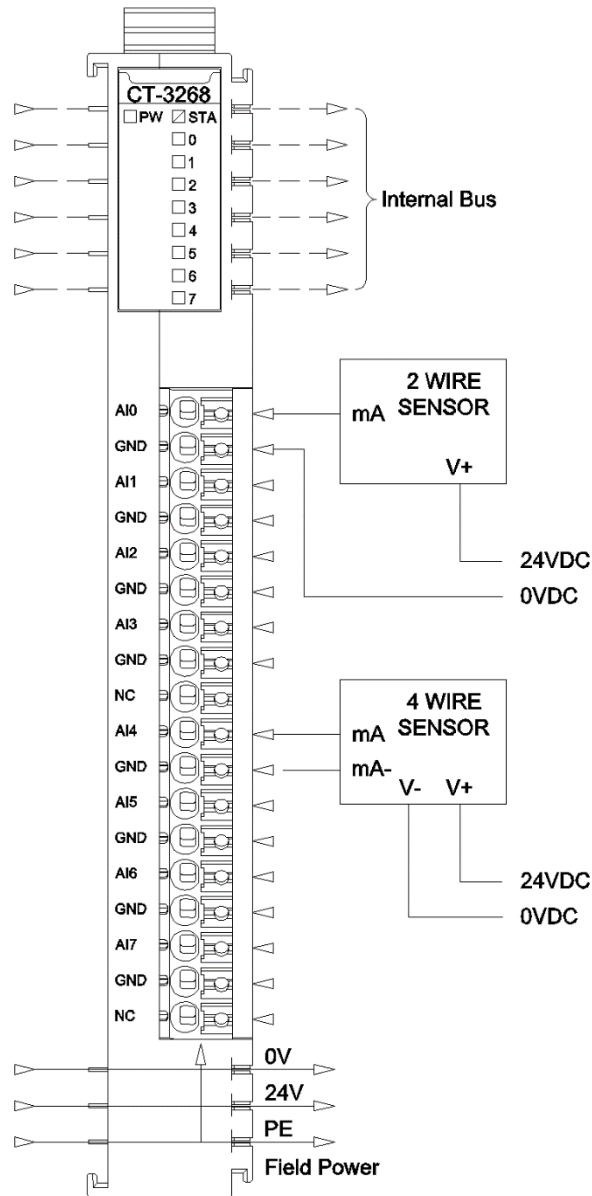 CT-3268
PW STA
0
1
2
3
4
5
6
7
Internal Bus
2 WIRE
SENSOR
mA
V+
24VDC
0VDC
AI0
GND
AI1
GND
AI2
GND
AI3
GND
NC
AI4
GND
AI5
GND
AI6
GND
AI7
GND
NC
4 WIRE
SENSOR
mA
mA-
V- V+
24VDC
0VDC
0V
24V
PE
Field Power